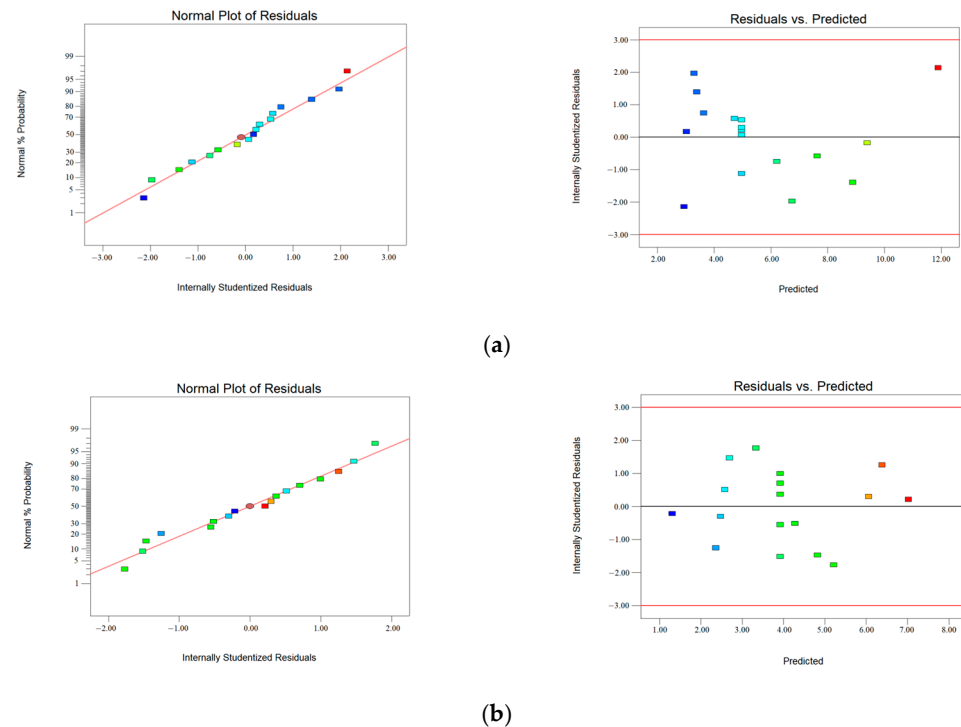 Normal Plot of Residuals
Normal % Probability
99
95
90
80
70
50
30
20
10
5
1
−3.00 −2.00 −1.00 0.00 1.00 2.00 3.00
Internally Studentized Residuals
Residuals vs. Predicted
Internally Studentized Residuals
3.00
2.00
1.00
0.00
−1.00
−2.00
−3.00
2.00 4.00 6.00 8.00 10.00 12.00
Predicted
(a)
Normal Plot of Residuals
Normal % Probability
99
95
90
80
70
50
30
20
10
5
1
−2.00 −1.00 0.00 1.00 2.00
Internally Studentized Residuals
Residuals vs. Predicted
Internally Studentized Residuals
3.00
2.00
1.00
0.00
−1.00
−2.00
−3.00
1.00 2.00 3.00 4.00 5.00 6.00 7.00 8.00
Predicted
(b)